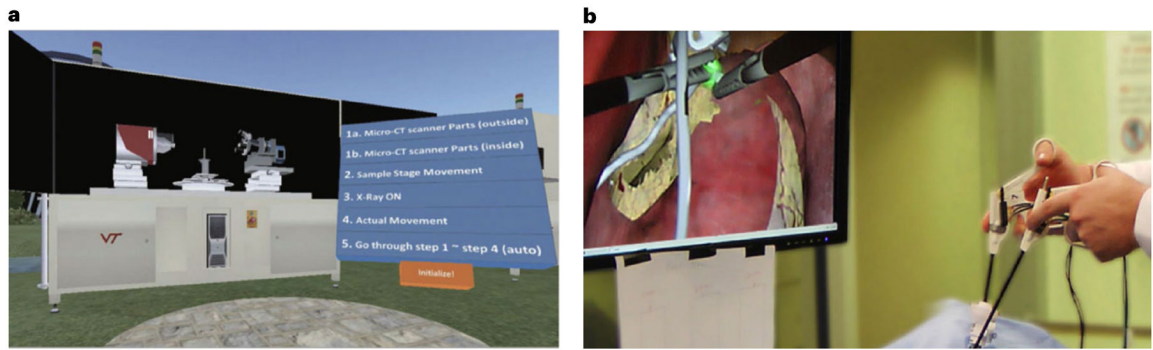 a
b
1a. Micro-CT scanner Parts (outside)
1b. Micro-CT scanner Parts (inside)
2. Sample Stage Movement
3. X-Ray ON
4. Actual Movement
5. Go through step 1 ~ step 4 (auto)
Initialize!
VT